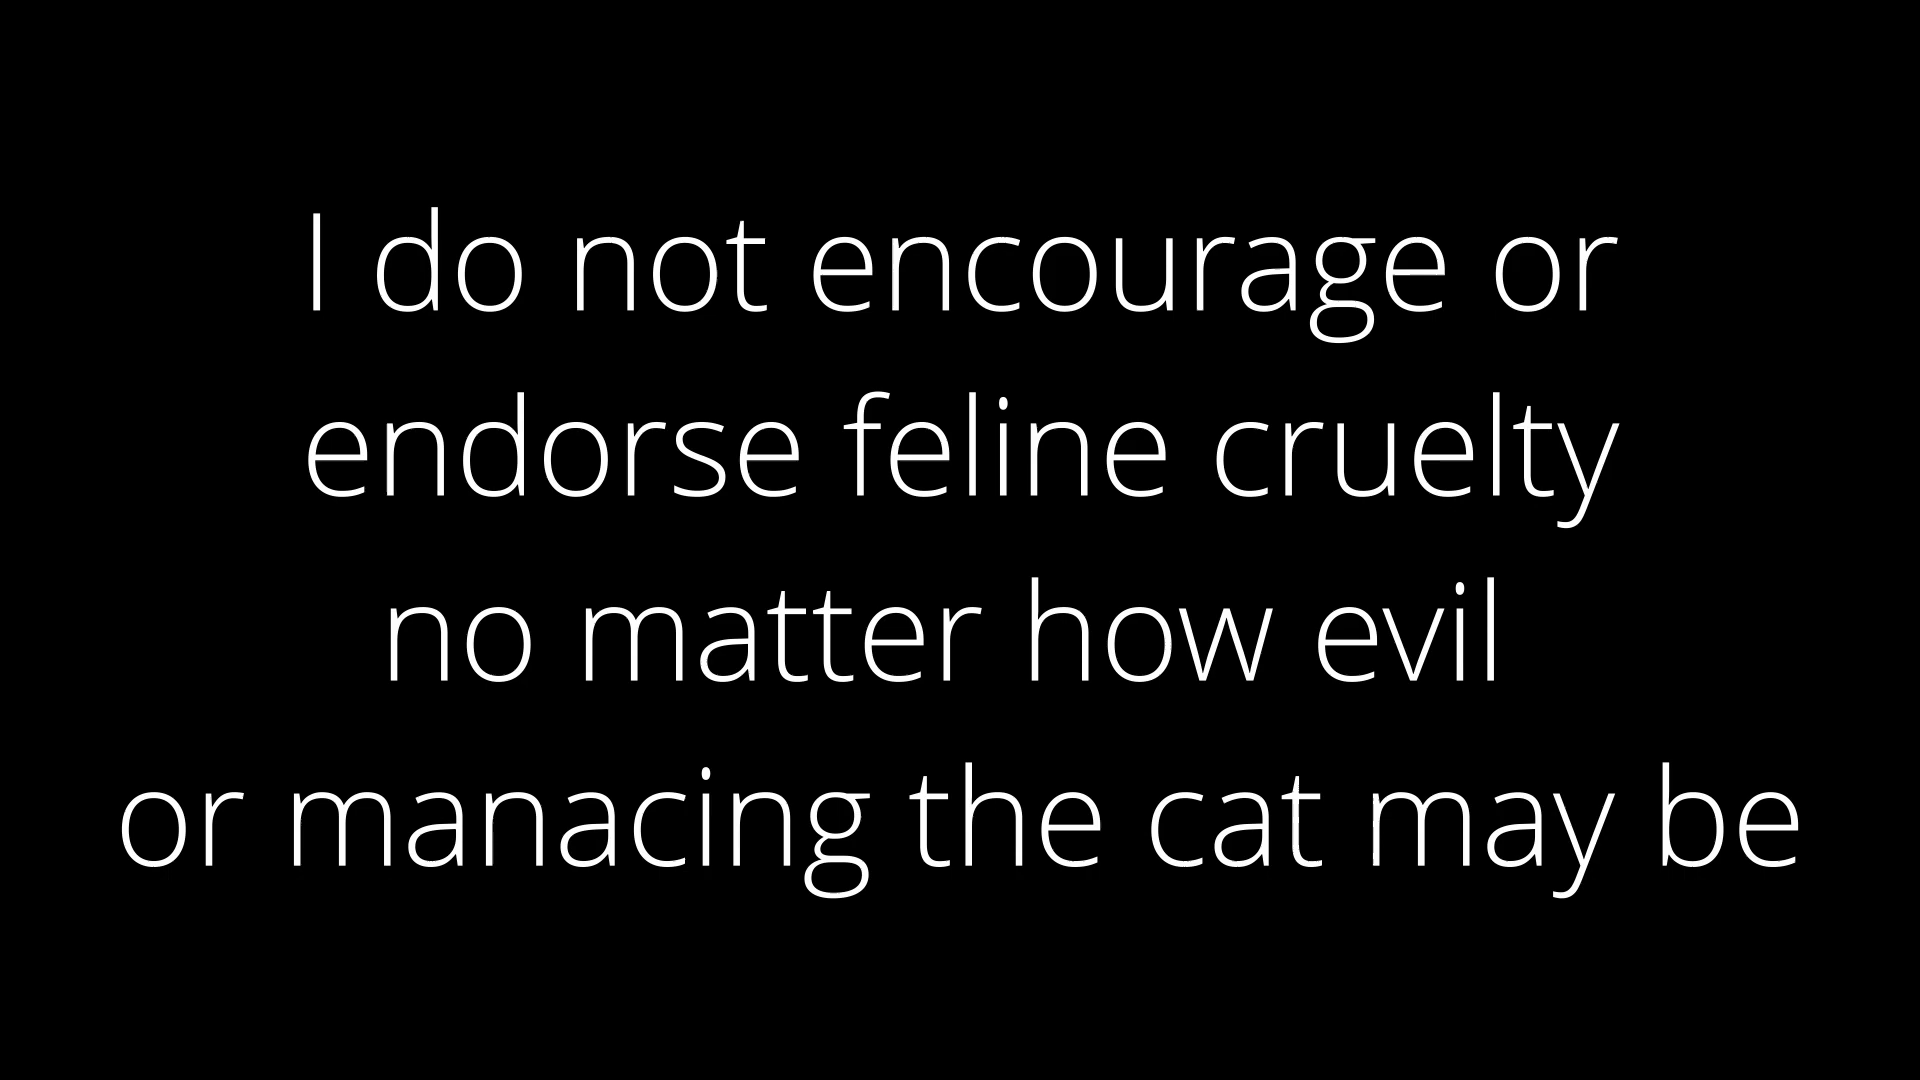 I do not encourage or
endorse feline cruelty
no matter how evil
or manacing the cat may be